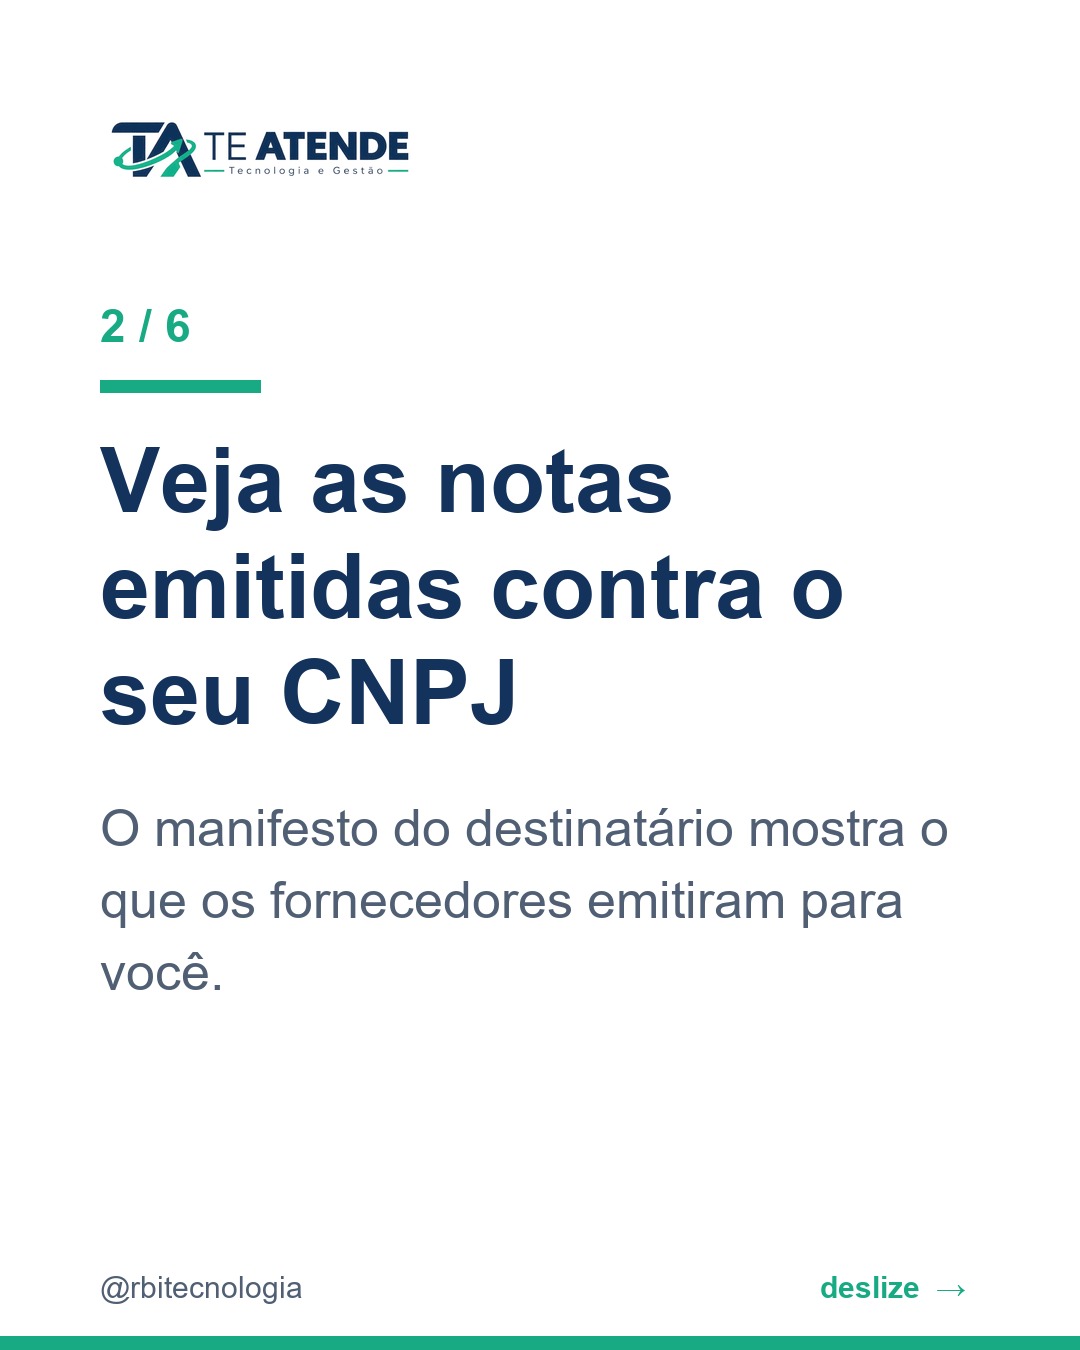 TA TE ATENDE
Tecnologia e Gestão
2 / 6
Veja as notas
emitidas contra o
seu CNPJ
O manifesto do destinatário mostra o
que os fornecedores emitiram para
você.
@rbitecnologia
deslize →